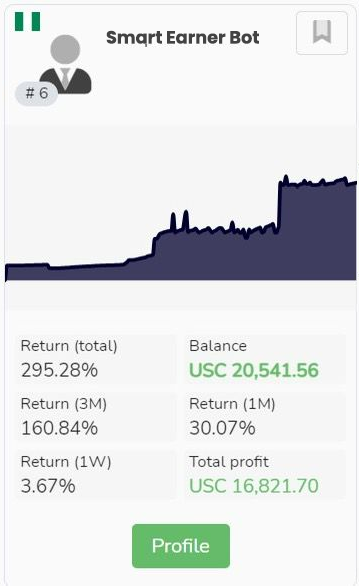 Smart Earner Bot
# 6
Return (total)
295.28%
Balance
USC 20,541.56
Return (3M)
160.84%
Return (1M)
30.07%
Return (1W)
3.67%
Total profit
USC 16,821.70
Profile